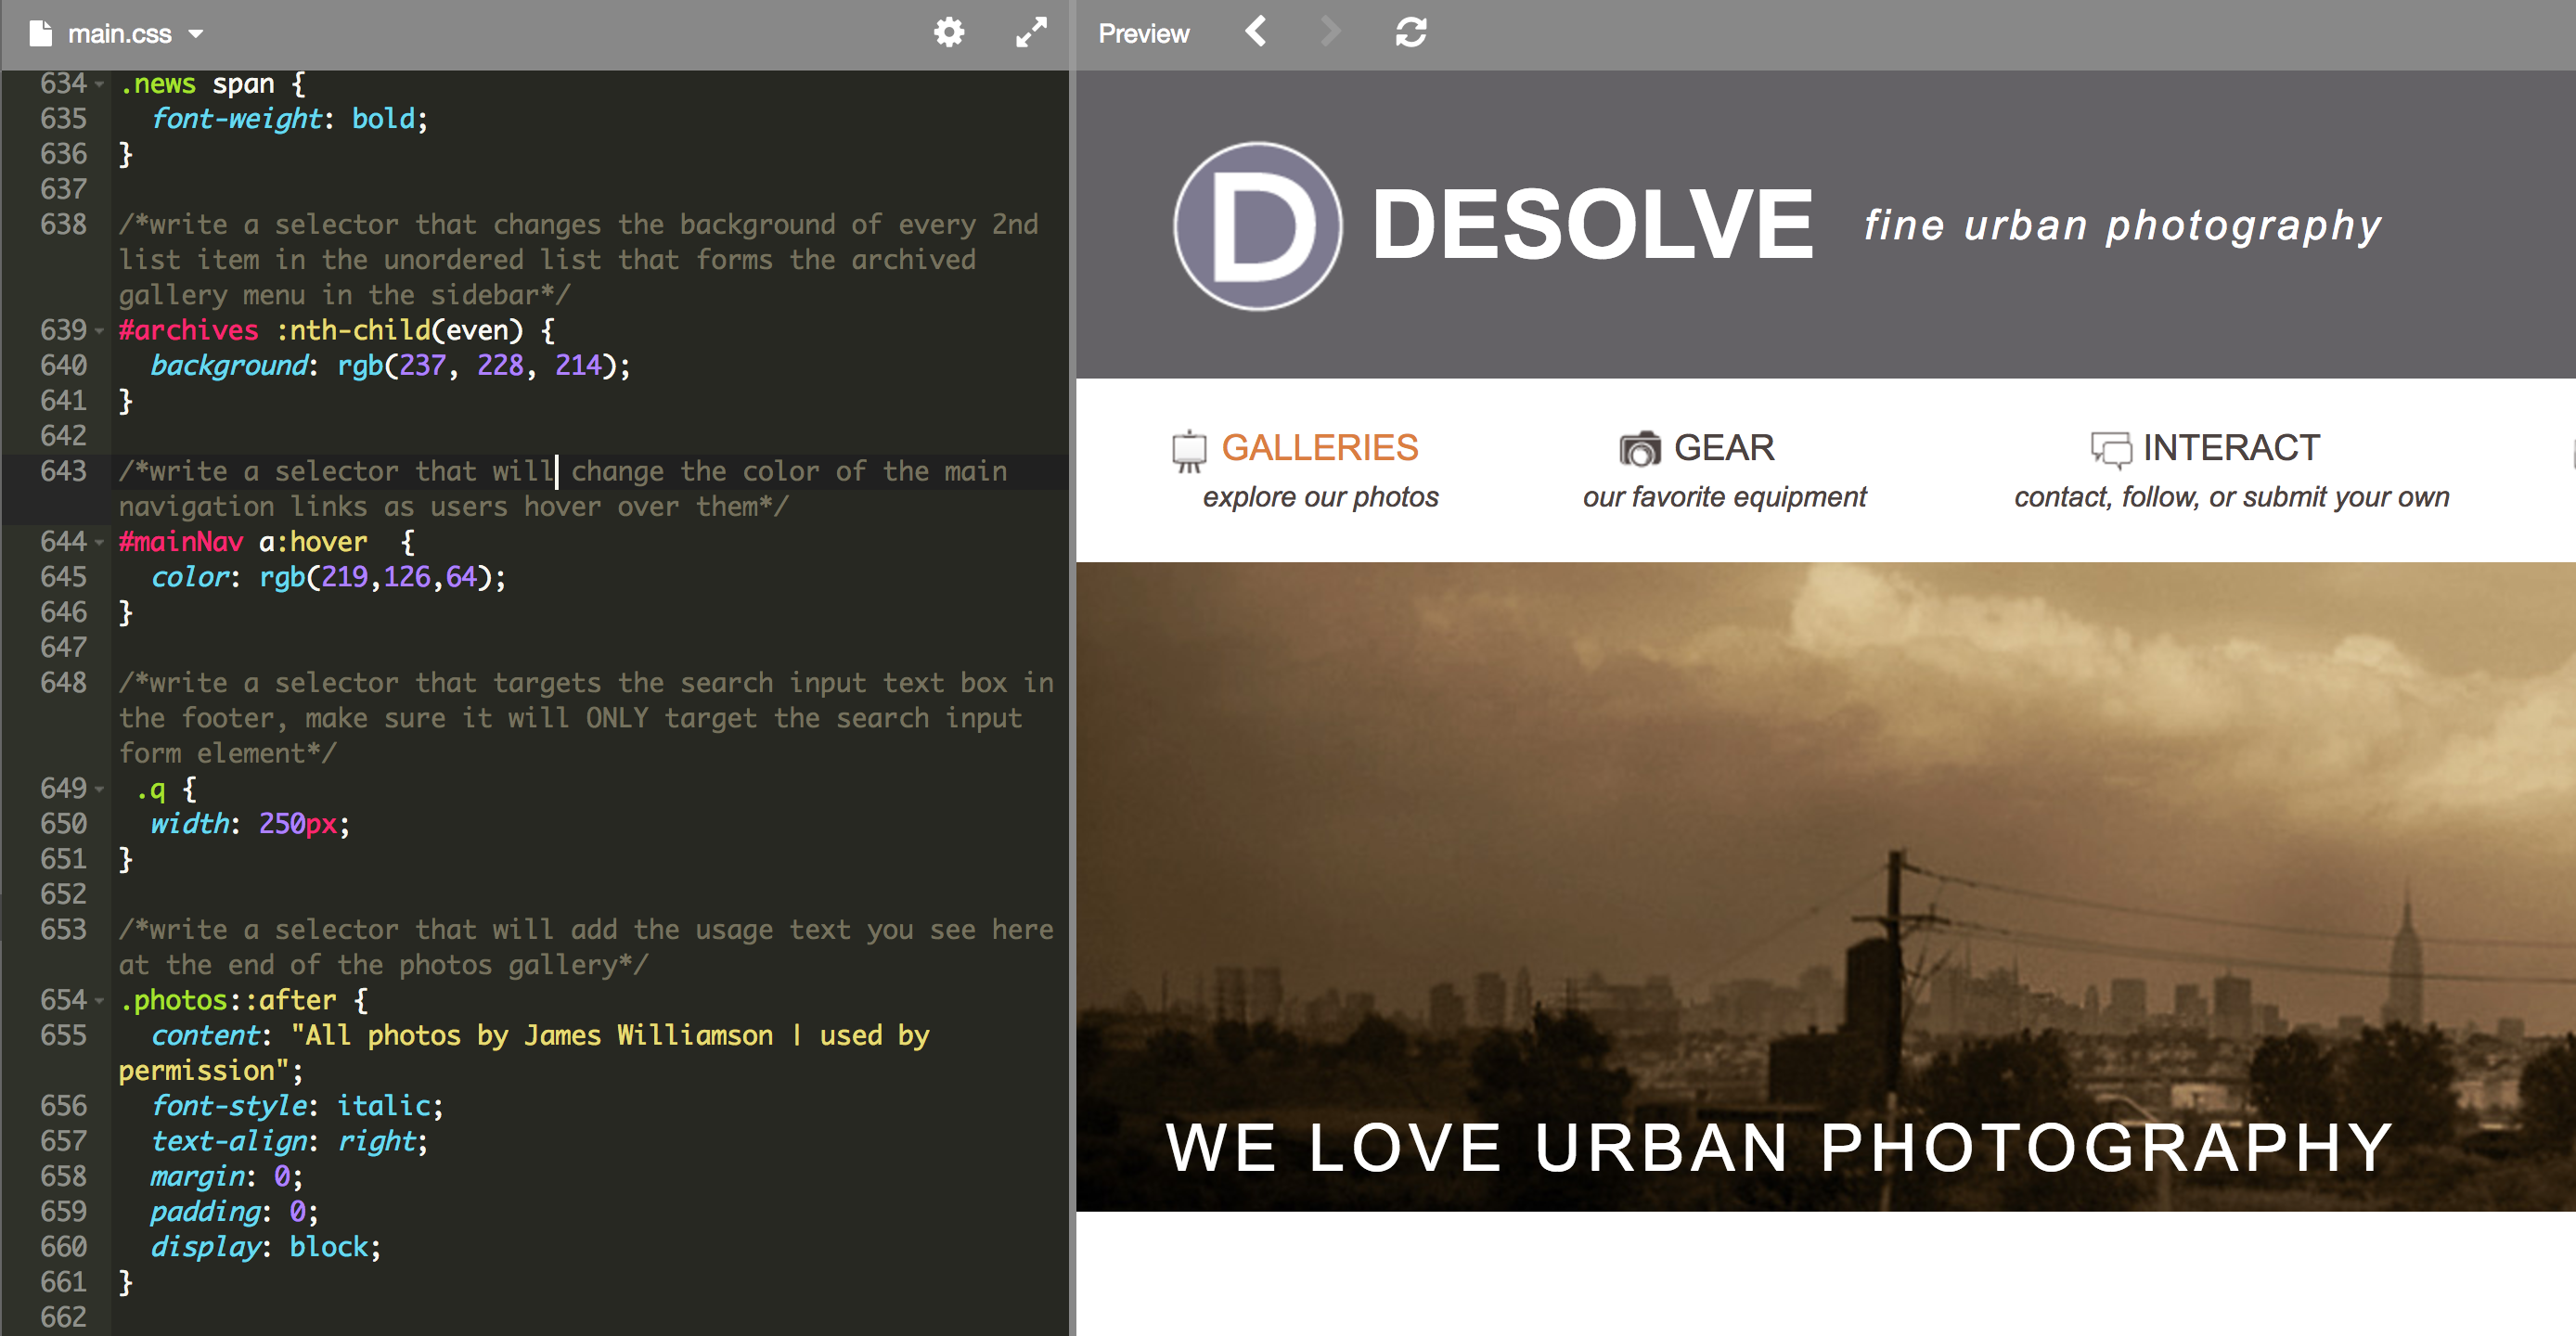 main.css
634 .news span {
635 font-weight: bold;
636 }
637
638 /*write a selector that changes the background of every 2nd
list item in the unordered list that forms the archived
gallery menu in the sidebar*/
639 #archives :nth-child(even) {
640 background: rgb(237, 228, 214);
641 }
642
643 /*write a selector that will change the color of the main
navigation links as users hover over them*/
644 #mainNav a:hover  {
645 color: rgb(219,126,64);
646 }
647
648 /*write a selector that targets the search input text box in
the footer, make sure it will ONLY target the search input
form element*/
649 .q {
650 width: 250px;
651 }
652
653 /*write a selector that will add the usage text you see here
at the end of the photos gallery*/
654 .photos::after {
655 content: "All photos by James Williamson | used by
permission";
656 font-style: italic;
657 text-align: right;
658 margin: 0;
659 padding: 0;
660 display: block;
661 }
662
Preview
D DESOLVE fine urban photography
GALLERIES GEAR INTERACT
explore our photos our favorite equipment contact, follow, or submit your own
WE LOVE URBAN PHOTOGRAPHY